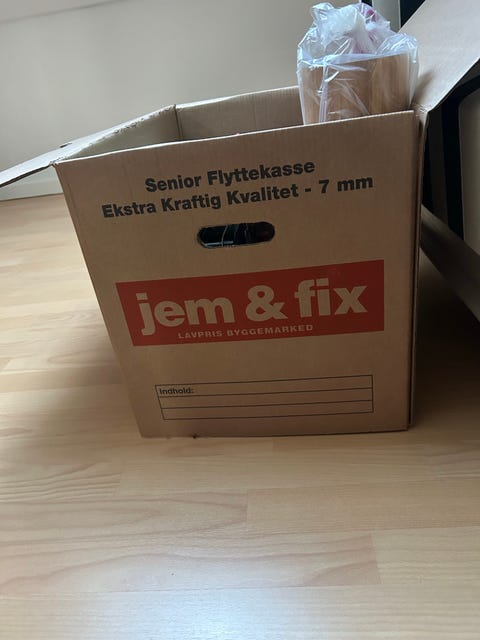 Senior Flyttekasse
Ekstra Kraftig Kvalitet - 7 mm
jem & fix
LAVPRIS BYGGEMARKED
Indhold: